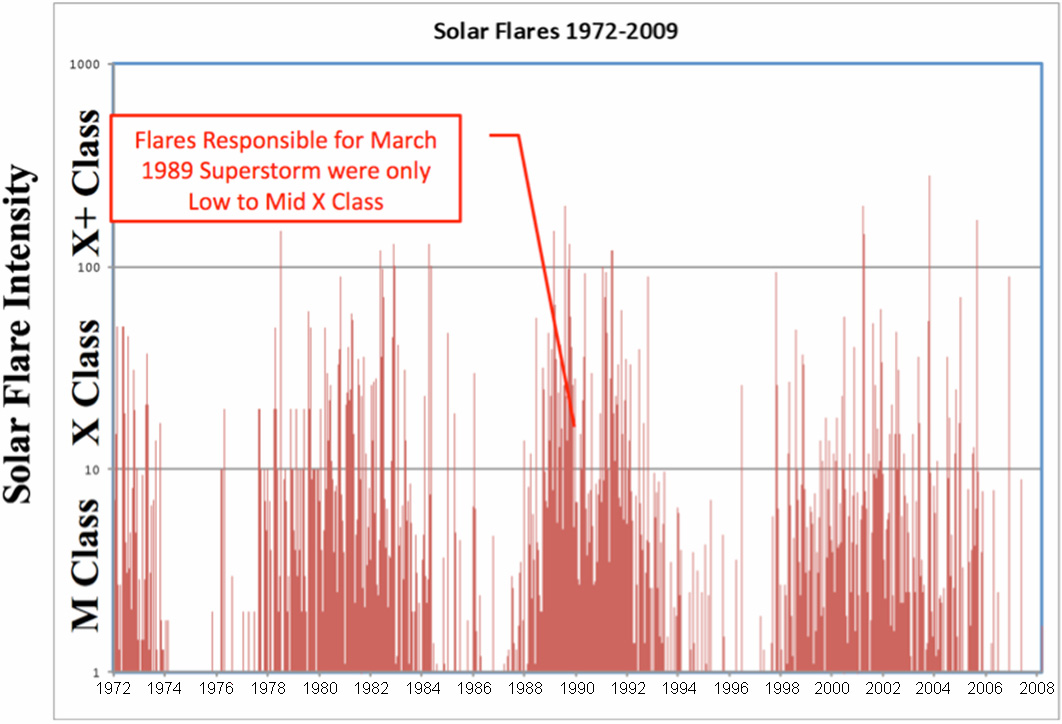 Solar Flares 1972-2009
Solar Flare Intensity
X+ Class
X Class
M Class
1000
100
10
1
Flares Responsible for March
1989 Superstorm were only
Low to Mid X Class
1972 1974 1976 1978 1980 1982 1984 1986 1988 1990 1992 1994 1996 1998 2000 2002 2004 2006 2008